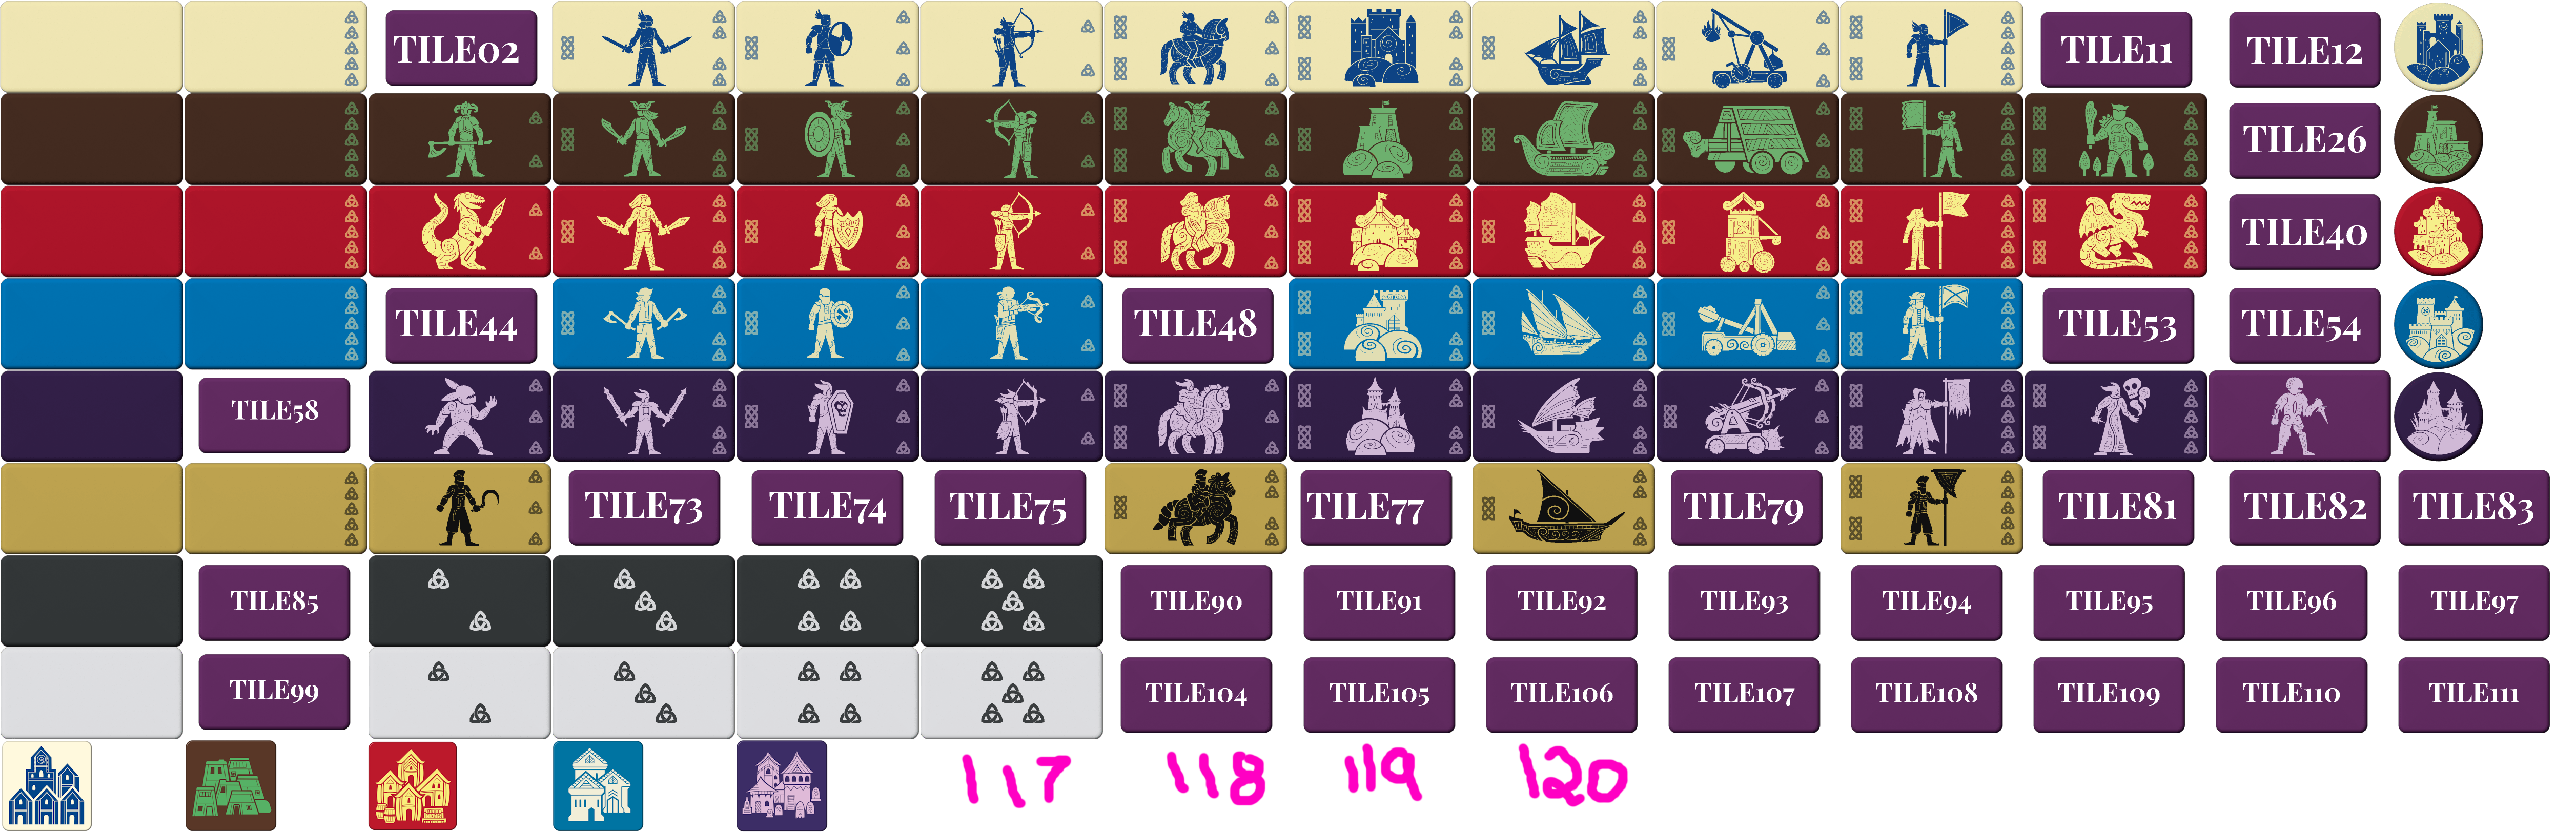 TILE02 TILE11 TILE12
TILE26
TILE40
TILE44 TILE48 TILE53 TILE54
TILE58
TILE73 TILE74 TILE75 TILE77 TILE79 TILE81 TILE82 TILE83
TILE85 TILE90 TILE91 TILE92 TILE93 TILE94 TILE95 TILE96 TILE97
TILE99 TILE104 TILE105 TILE106 TILE107 TILE108 TILE109 TILE110 TILE111
117 118 119 120